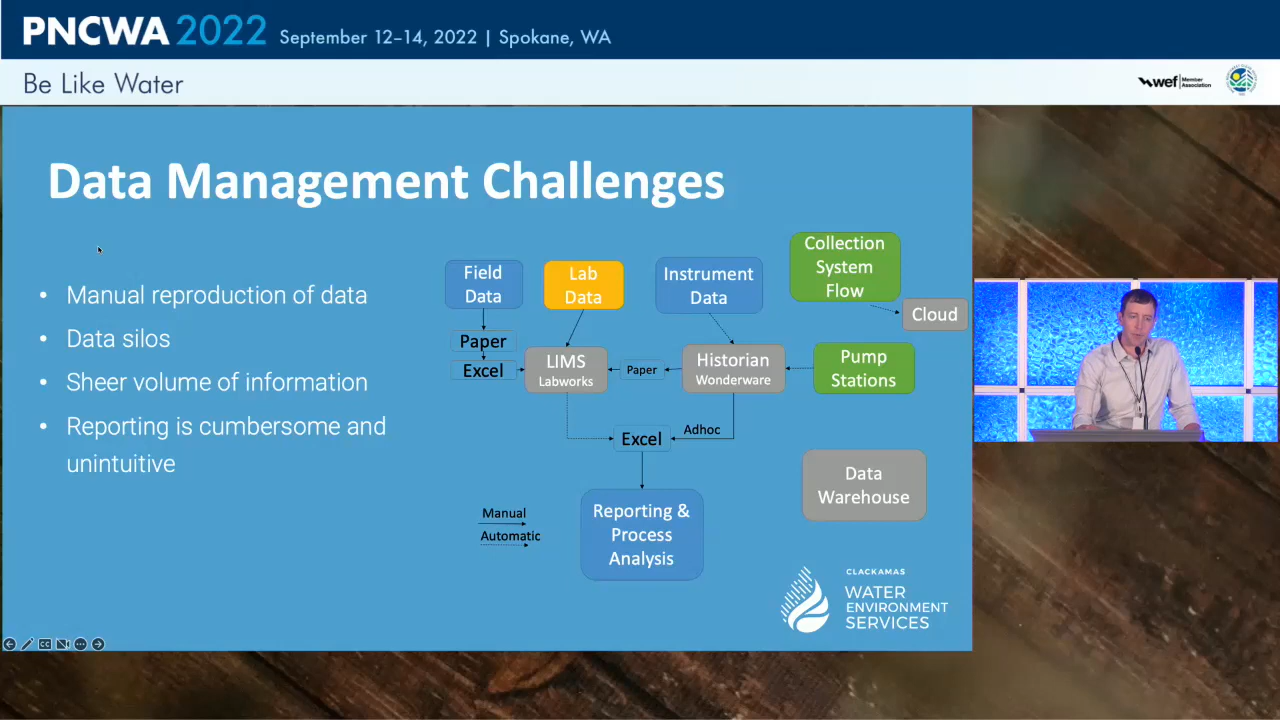 PNCWA 2022 September 12–14, 2022 | Spokane, WA
Be Like Water
wef Member
Association
Data Management Challenges
• Manual reproduction of data
• Data silos
• Sheer volume of information
• Reporting is cumbersome and
unintuitive
Field
Data
Lab
Data
Instrument
Data
Collection
System
Flow
Cloud
Paper
Excel
LIMS
Labworks
Paper
Historian
Wonderware
Pump
Stations
Excel
Adhoc
Data
Warehouse
Manual
Automatic
Reporting &
Process
Analysis
CLACKAMAS
WATER
ENVIRONMENT
SERVICES
CC